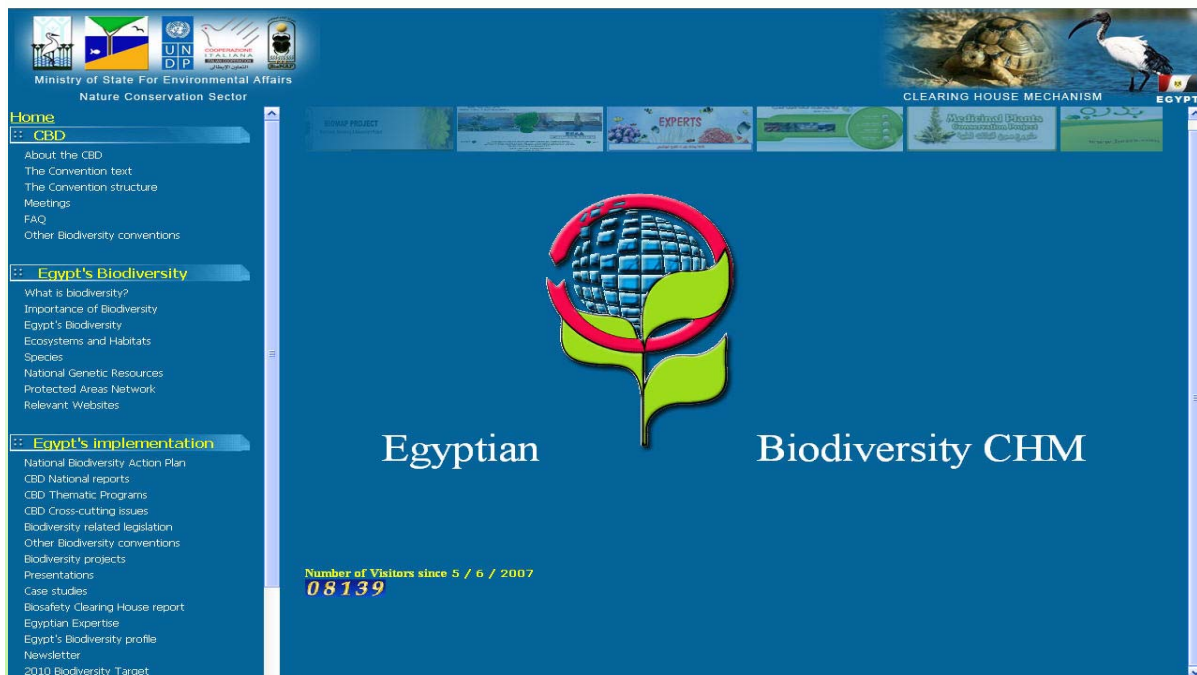 U N
D P
COOPERAZIONE
ITALIANA
Ministry of State For Environmental Affairs
Nature Conservation Sector
CLEARING HOUSE MECHANISM
EGYPT
Home
:: CBD
About the CBD
The Convention text
The Convention structure
Meetings
FAQ
Other Biodiversity conventions
:: Egypt's Biodiversity
What is biodiversity?
Importance of Biodiversity
Egypt's Biodiversity
Ecosystems and Habitats
Species
National Genetic Resources
Protected Areas Network
Relevant Websites
:: Egypt's implementation
National Biodiversity Action Plan
CBD National reports
CBD Thematic Programs
CBD Cross-cutting issues
Biodiversity related legislation
Other Biodiversity conventions
Biodiversity projects
Presentations
Case studies
Biosafety Clearing House report
Egyptian Expertise
Egypt's Biodiversity profile
Newsletter
2010 Biodiversity Target
BIOMAP PROJECT
EXPERTS
Medicinal Plants
Conservation Project
Egyptian Biodiversity CHM
Number of Visitors since 5 / 6 / 2007
08139